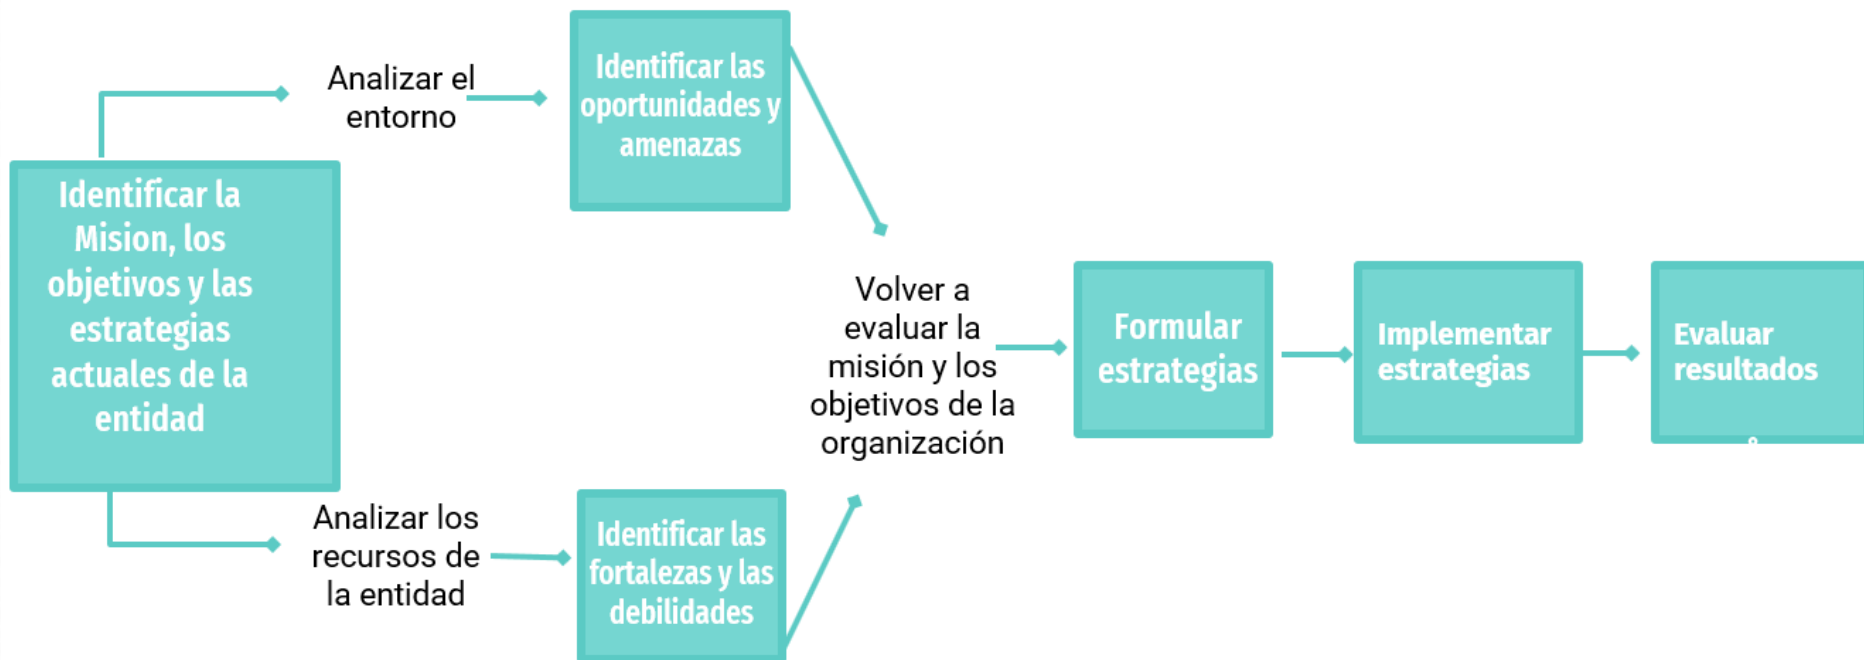 Analizar el
entorno
Identificar las
oportunidades y
amenazas
Identificar la
Mision, los
objetivos y las
estrategias
actuales de la
entidad
Analizar los
recursos de
la entidad
Identificar las
fortalezas y las
debilidades
Volver a
evaluar la
misión y los
objetivos de la
organización
Formular
estrategias
Implementar
estrategias
Evaluar
resultados